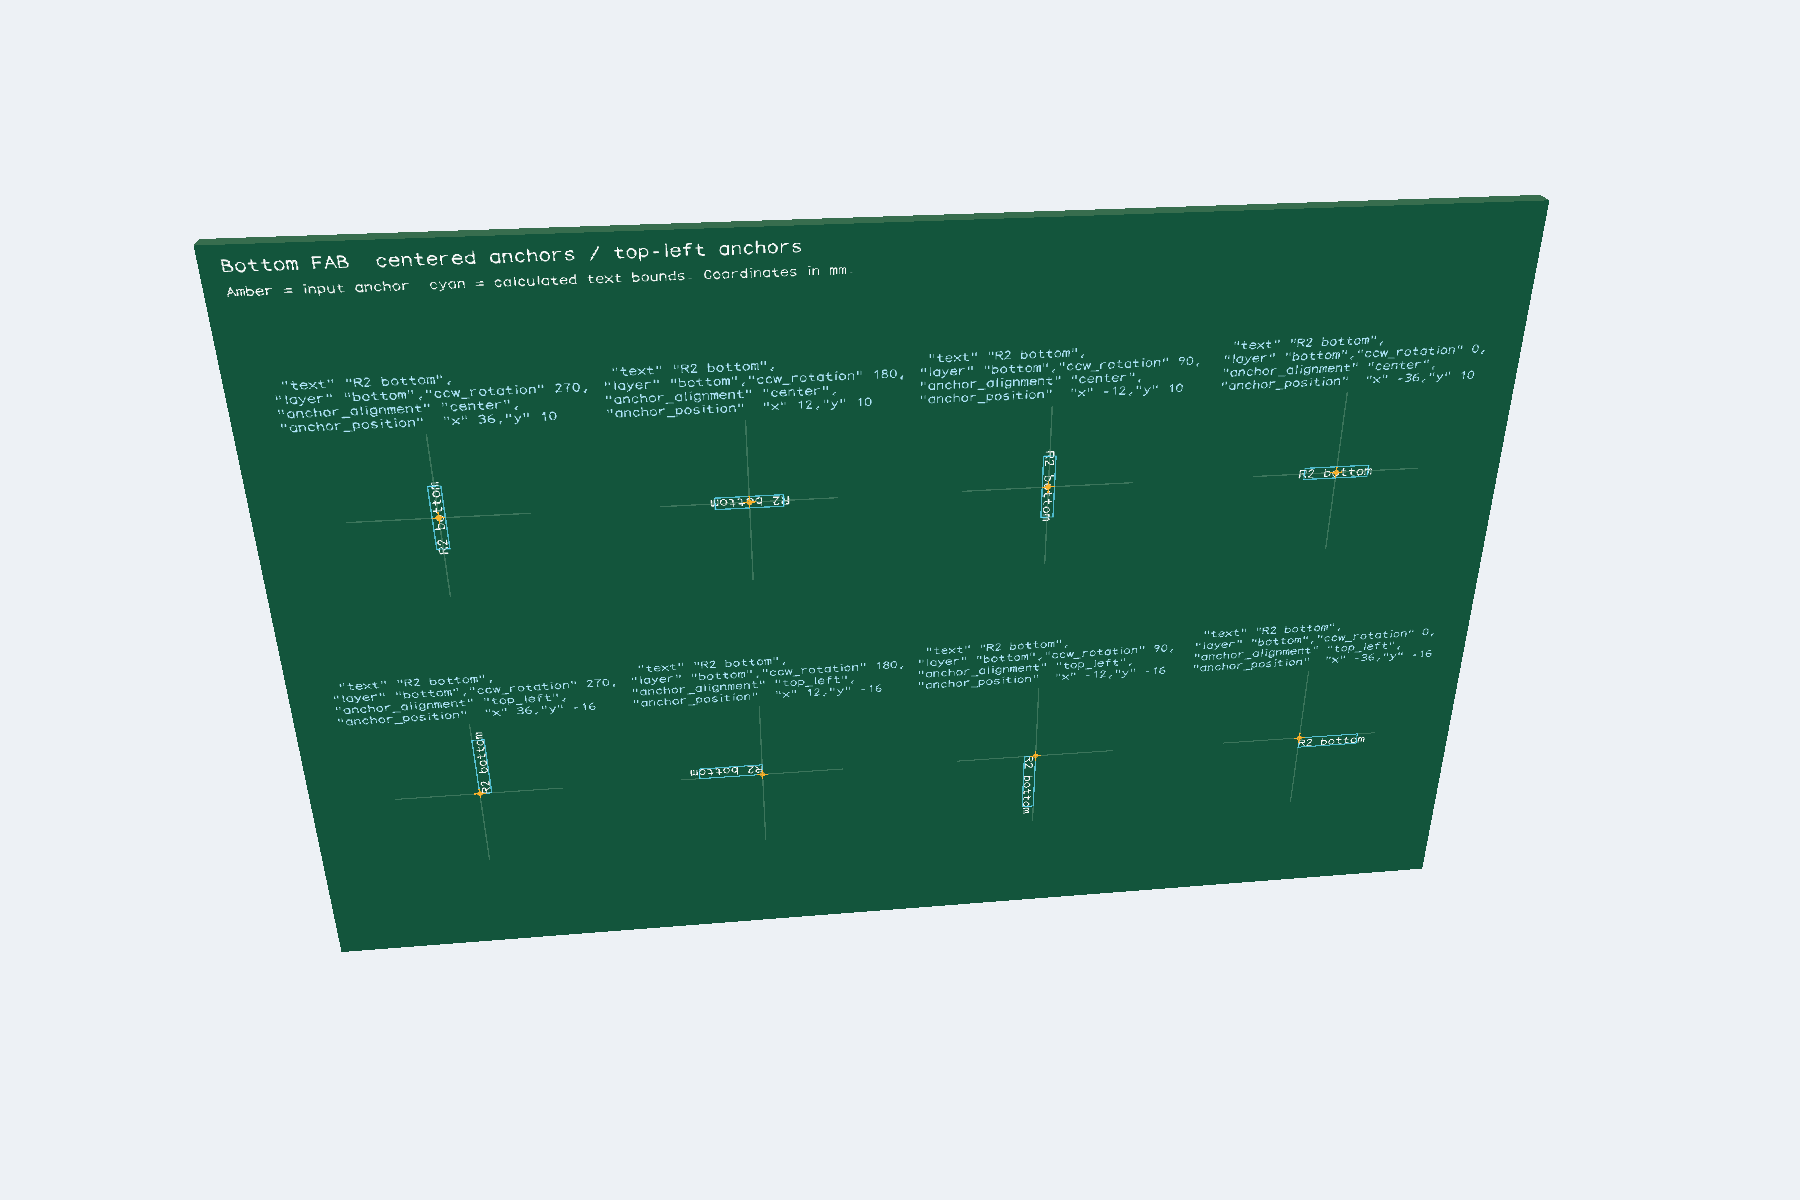 Bottom FAB  centered anchors / top-left anchors
Amber = input anchor  cyan = calculated text bounds. Coordinates in mm.
"text" "R2 bottom",
"layer" "bottom","ccw_rotation" 270,
"anchor_alignment" "center",
"anchor_position"  "x" 36,"y" 10
R2 bottom
"text" "R2 bottom",
"layer" "bottom","ccw_rotation" 180,
"anchor_alignment" "center",
"anchor_position"  "x" 12,"y" 10
R2 bottom
"text" "R2 bottom",
"layer" "bottom","ccw_rotation" 90,
"anchor_alignment" "center",
"anchor_position"  "x" -12,"y" 10
R2 bottom
"text" "R2 bottom",
"layer" "bottom","ccw_rotation" 0,
"anchor_alignment" "center",
"anchor_position"  "x" -36,"y" 10
R2 bottom
"text" "R2 bottom",
"layer" "bottom","ccw_rotation" 270,
"anchor_alignment" "top_left",
"anchor_position"  "x" 36,"y" -16
R2 bottom
"text" "R2 bottom",
"layer" "bottom","ccw_rotation" 180,
"anchor_alignment" "top_left",
"anchor_position"  "x" 12,"y" -16
R2 bottom
"text" "R2 bottom",
"layer" "bottom","ccw_rotation" 90,
"anchor_alignment" "top_left",
"anchor_position"  "x" -12,"y" -16
R2 bottom
"text" "R2 bottom",
"layer" "bottom","ccw_rotation" 0,
"anchor_alignment" "top_left",
"anchor_position"  "x" -36,"y" -16
R2 bottom